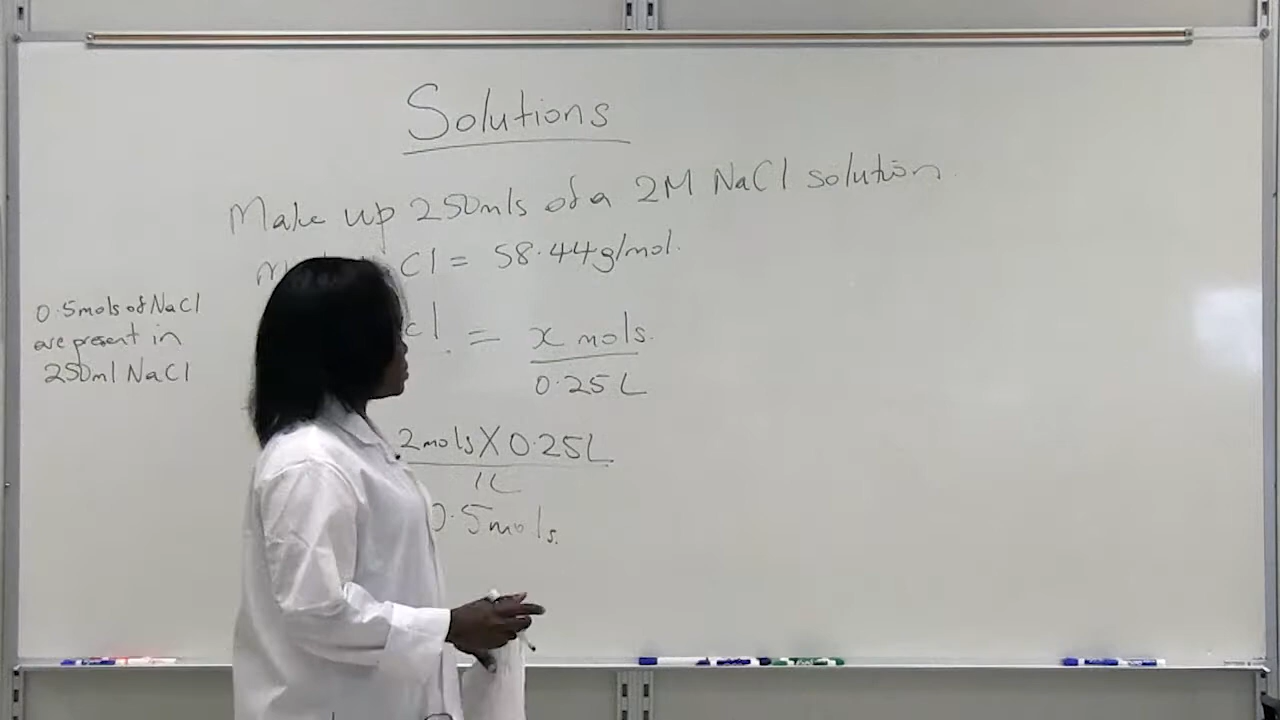 Solutions
Make up 250mls of a 2M NaCl solution.
Cl = 58.44g/mol.
0.5mols of NaCl
are present in
250ml NaCl
cl = x mols.
0.25L
2mols X 0.25L
1L
0.5mols.